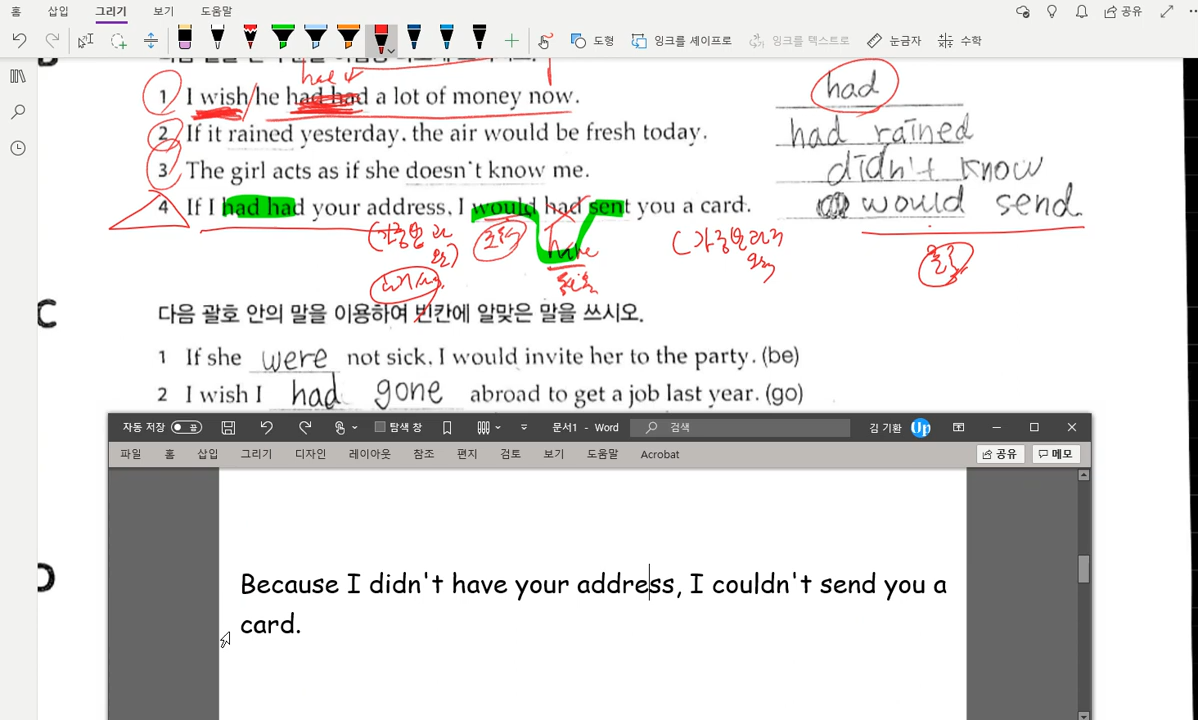 홈 삽입 그리기 보기 도움말 공유
도형 잉크를 셰이프로 잉크를 텍스트로 눈금자 수학
1 I wish/he had had a lot of money now. had
2 If it rained yesterday. the air would be fresh today. had rained
3 The girl acts as if she doesn't know me. didn't know
4 If I had had your address, I would had sent you a card. would send
have
C 다음 괄호 안의 말을 이용하여 빈칸에 알맞은 말을 쓰시오.
1 If she were not sick, I would invite her to the party. (be)
2 I wish I had gone abroad to get a job last year. (go)
자동 저장 끔 탐색 창 문서1 - Word 검색 김 기환 Up
파일 홈 삽입 그리기 디자인 레이아웃 참조 편지 검토 보기 도움말 Acrobat 공유 메모
Because I didn't have your address, I couldn't send you a
card.